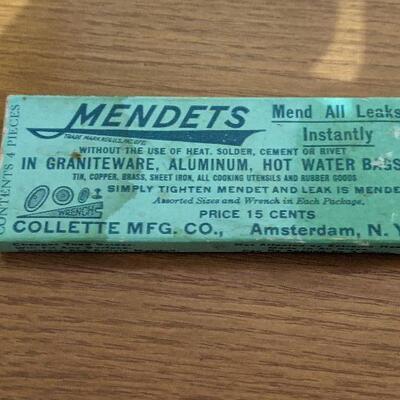 CONTENTS 4 PIECES
MENDETS
TRADE MARK REG.U.S. PAT. OFF.
Mend All Leaks
Instantly
WITHOUT THE USE OF HEAT, SOLDER, CEMENT OR RIVET
IN GRANITEWARE, ALUMINUM, HOT WATER BAGS
TIN, COPPER, BRASS, SHEET IRON, ALL COOKING UTENSILS AND RUBBER GOODS
SIMPLY TIGHTEN MENDET AND LEAK IS MENDE
Assorted Sizes and Wrench in Each Package.
WRENCH
PRICE 15 CENTS
COLLETTE MFG. CO., Amsterdam, N. Y